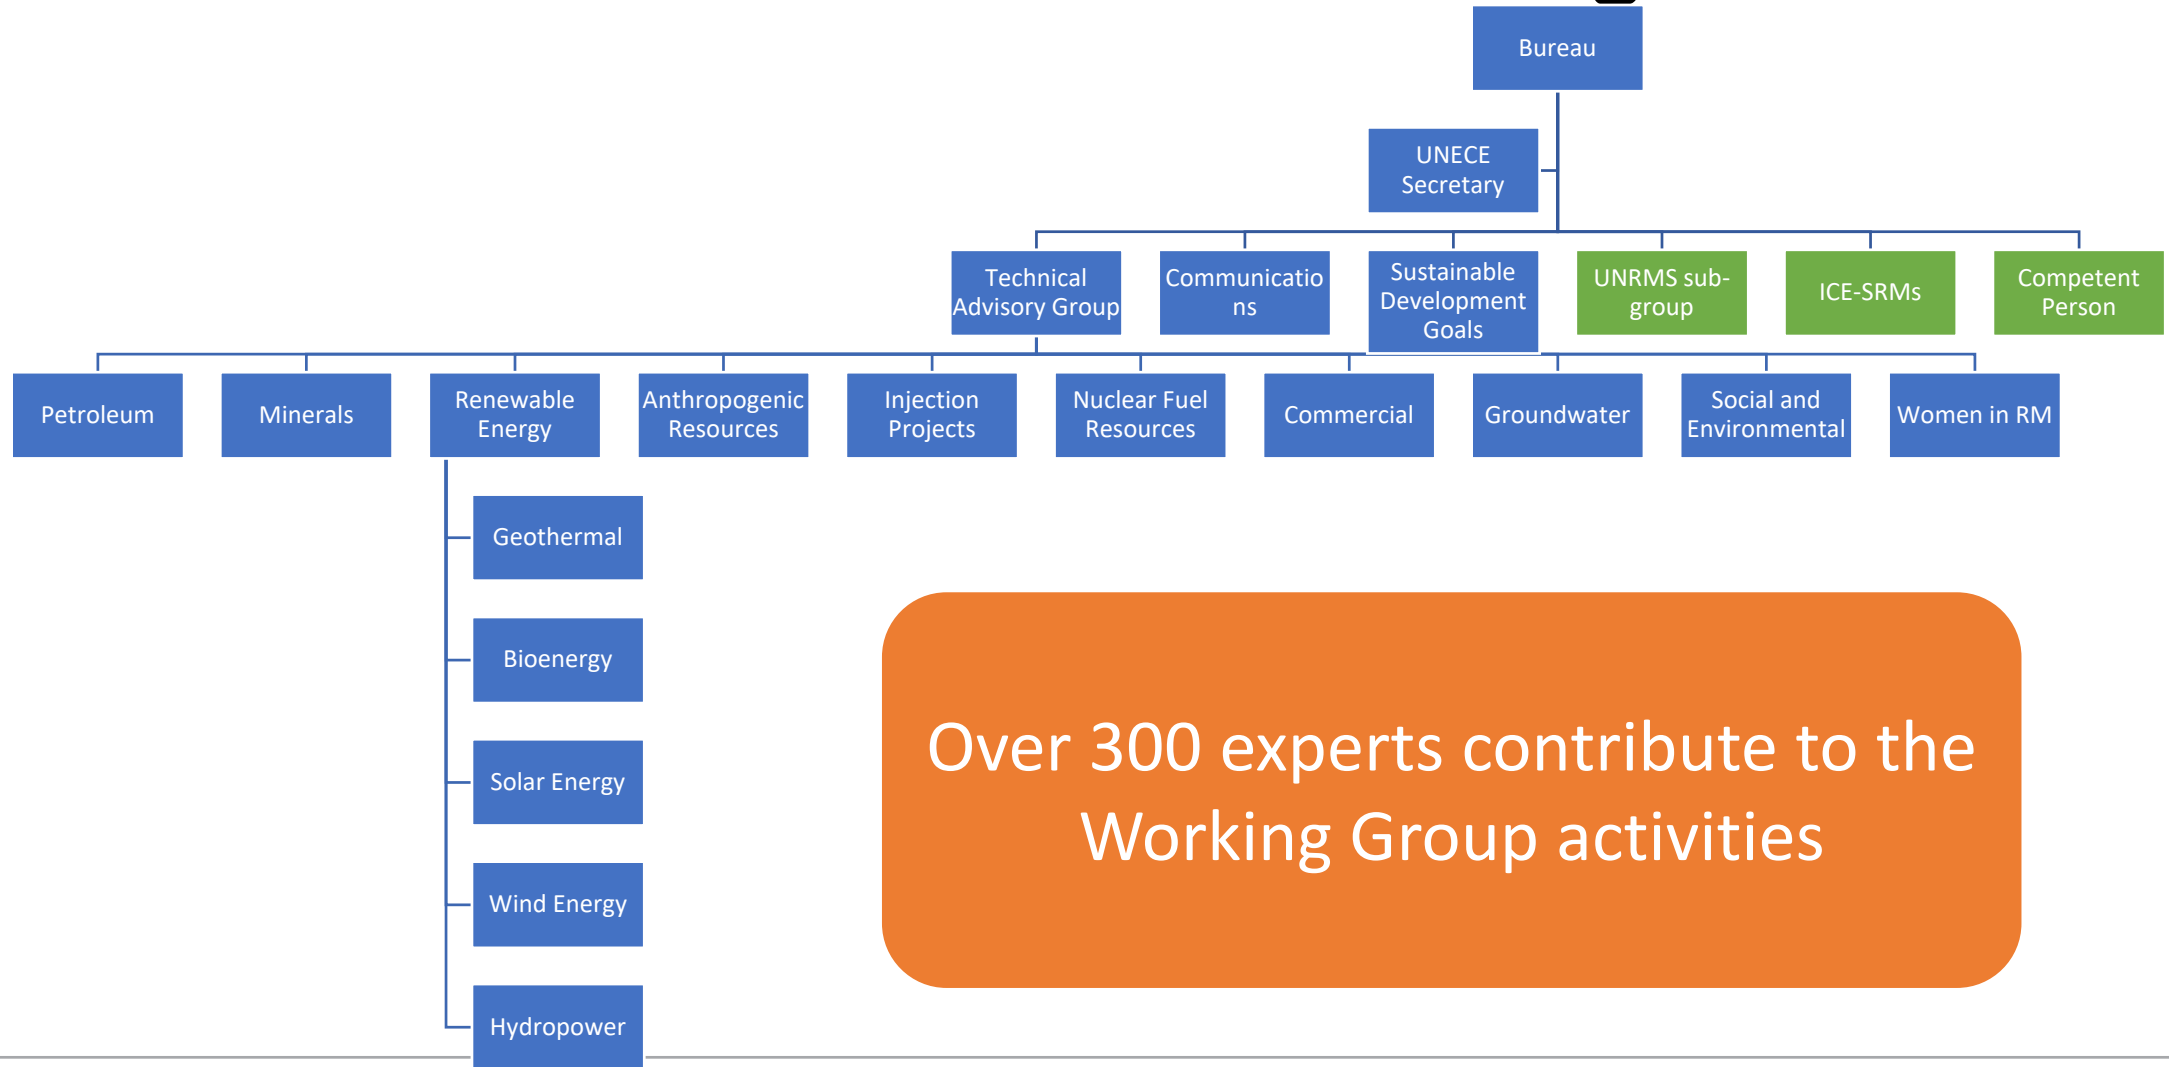 Bureau
UNECE
Secretary
Technical
Advisory Group
Communicatio
ns
Sustainable
Development
Goals
UNRMS sub-
group
ICE-SRMs
Competent
Person
Petroleum
Minerals
Renewable
Energy
Anthropogenic
Resources
Injection
Projects
Nuclear Fuel
Resources
Commercial
Groundwater
Social and
Environmental
Women in RM
Geothermal
Bioenergy
Solar Energy
Wind Energy
Hydropower
Over 300 experts contribute to the
Working Group activities